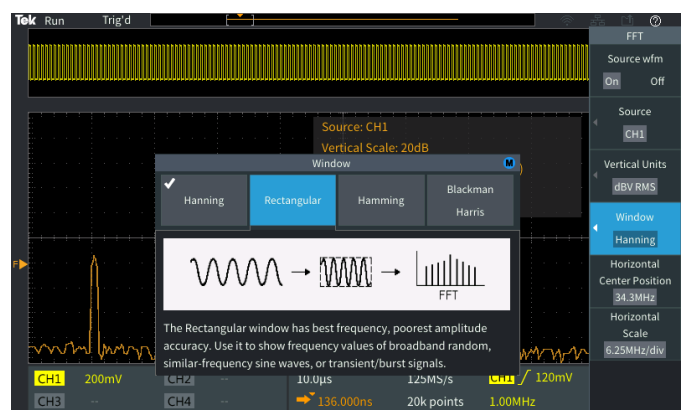 Tek Run Trig'd
FFT
Source wfm
On Off
Source
CH1
Vertical Units
dBV RMS
Window
Hanning
Horizontal
Center Position
34.3MHz
Horizontal
Scale
6.25MHz/div
Source: CH1
Vertical Scale: 20dB
Window M
Hanning
Rectangular
Hamming
Blackman
Harris
FFT
The Rectangular window has best frequency, poorest amplitude
accuracy. Use it to show frequency values of broadband random,
similar-frequency sine waves, or transient/burst signals.
F
CH1 200mV CH2 -- 10.0µs 125MS/s CH1 120mV
CH3 -- CH4 -- 136.000ns 20k points 1.00MHz